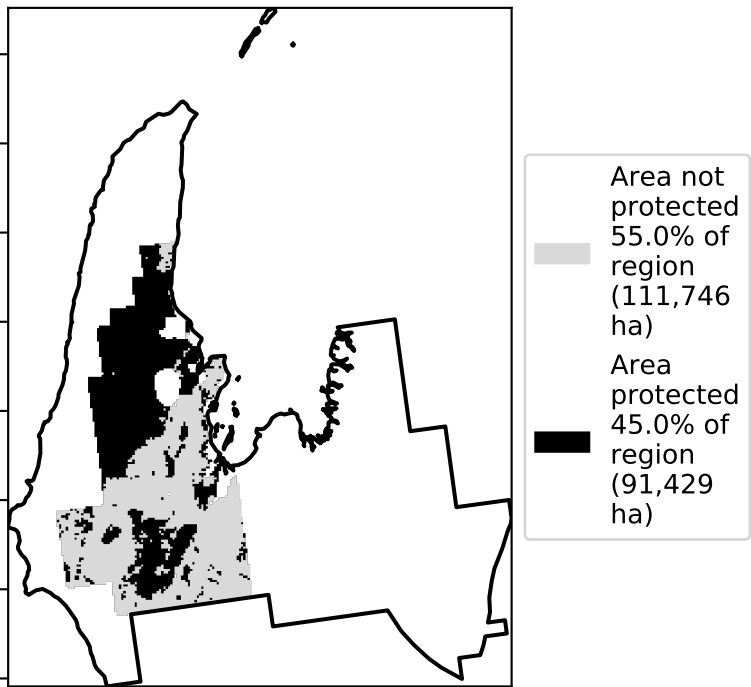 Area not
protected
55.0% of
region
(111,746
ha)
Area
protected
45.0% of
region
(91,429
ha)